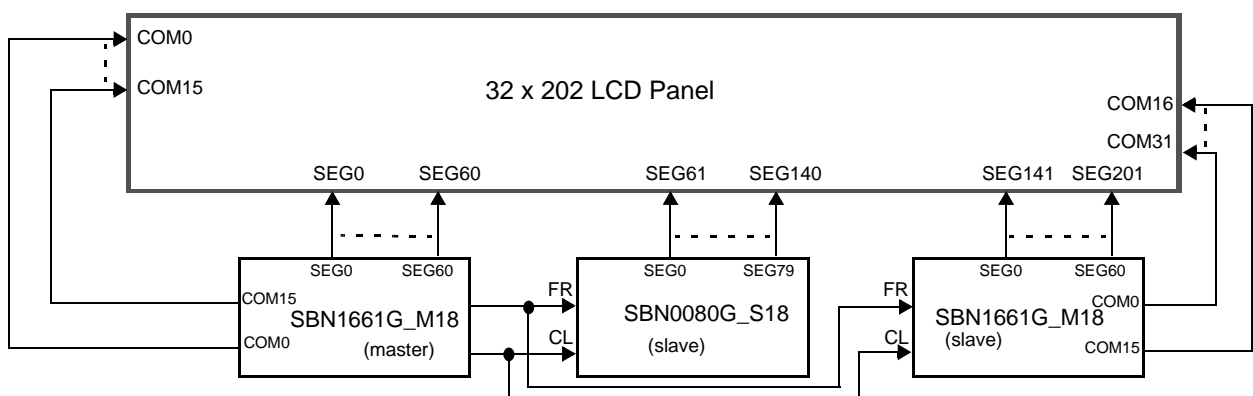 COM0
COM15
32 x 202 LCD Panel
COM16
COM31
SEG0 SEG60 SEG61 SEG140 SEG141 SEG201
SEG0 SEG60 SEG0 SEG79 SEG0 SEG60
COM15
COM0
SBN1661G_M18
(master)
FR
CL
SBN0080G_S18
(slave)
FR
CL
SBN1661G_M18
(slave)
COM0
COM15